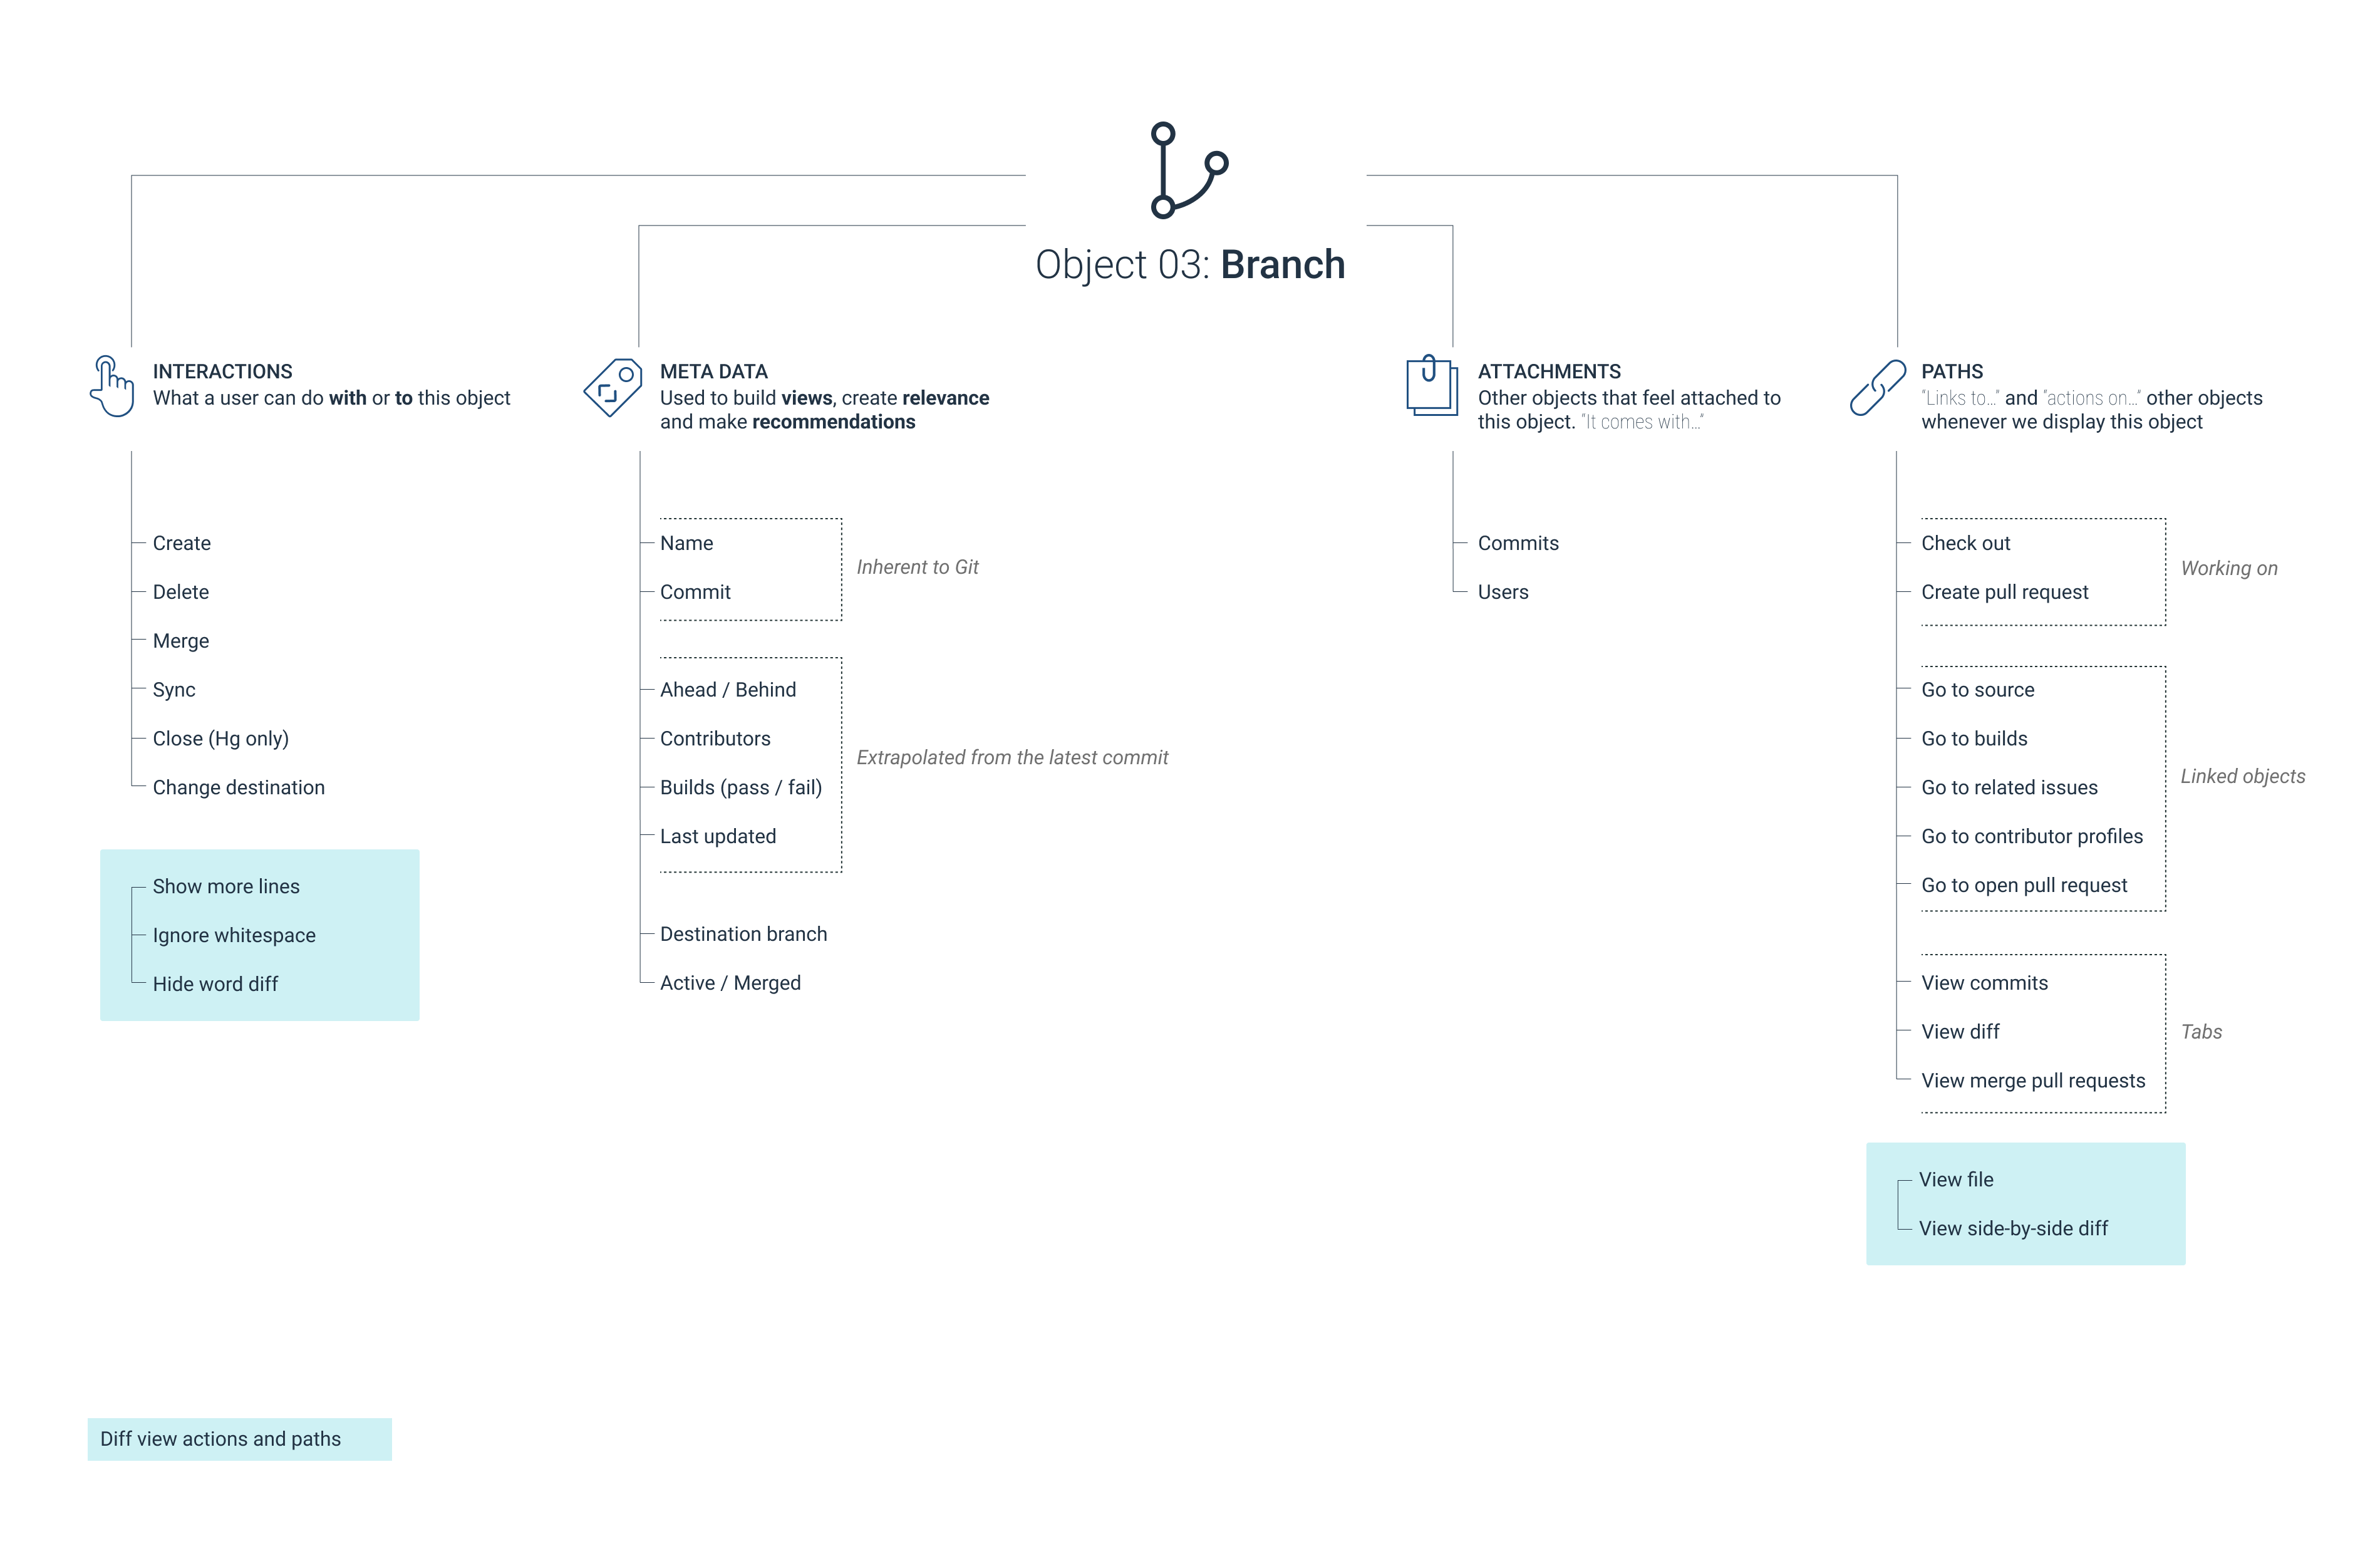 Object 03: Branch
INTERACTIONS
What a user can do with or to this object
Create
Delete
Merge
Sync
Close (Hg only)
Change destination
Show more lines
Ignore whitespace
Hide word diff
META DATA
Used to build views, create relevance
and make recommendations
Name
Commit
Inherent to Git
Ahead / Behind
Contributors
Builds (pass / fail)
Last updated
Extrapolated from the latest commit
Destination branch
Active / Merged
ATTACHMENTS
Other objects that feel attached to
this object. "It comes with..."
Commits
Users
PATHS
"Links to..." and "actions on..." other objects
whenever we display this object
Check out
Create pull request
Working on
Go to source
Go to builds
Go to related issues
Go to contributor profiles
Go to open pull request
Linked objects
View commits
View diff
View merge pull requests
Tabs
View file
View side-by-side diff
Diff view actions and paths